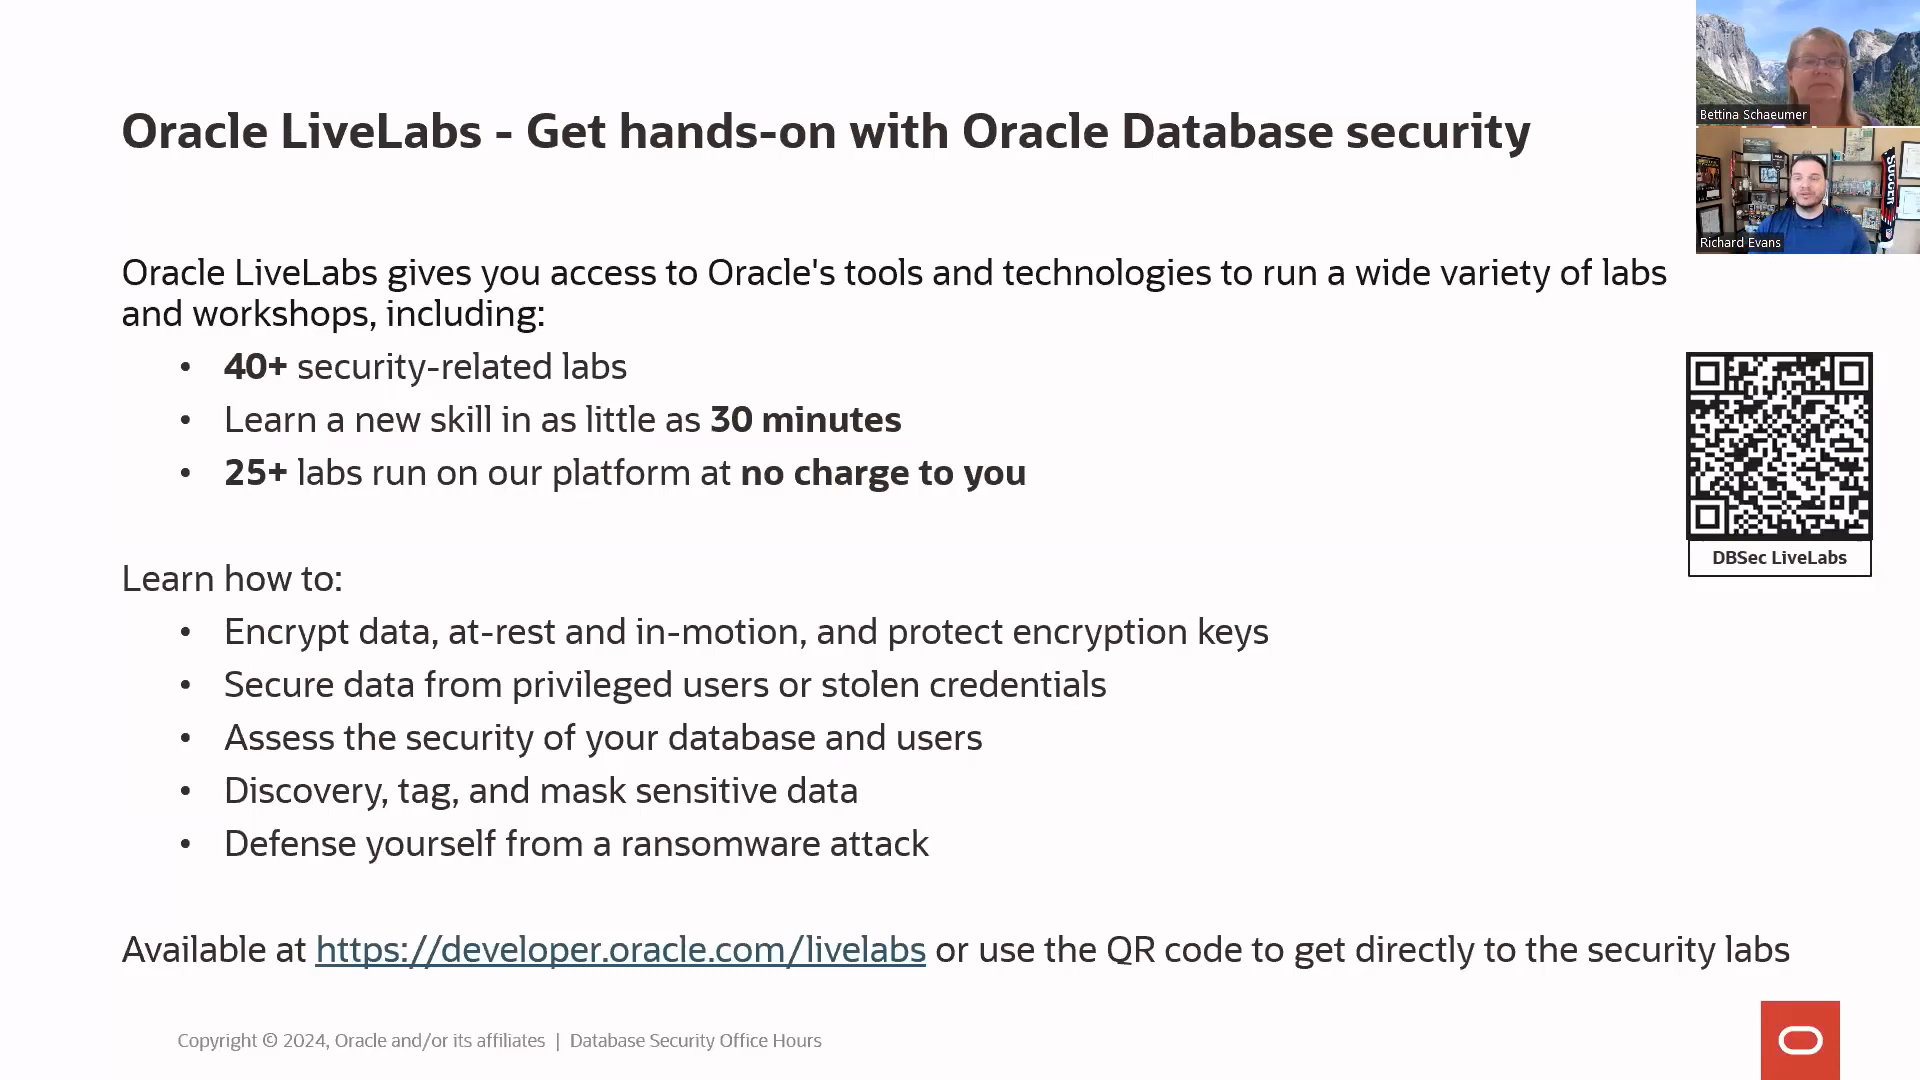 Oracle LiveLabs - Get hands-on with Oracle Database security
Bettina Schaeumer
SOCCER
Richard Evans
Oracle LiveLabs gives you access to Oracle's tools and technologies to run a wide variety of labs
and workshops, including:
• 40+ security-related labs
• Learn a new skill in as little as 30 minutes
• 25+ labs run on our platform at no charge to you
DBSec LiveLabs
Learn how to:
• Encrypt data, at-rest and in-motion, and protect encryption keys
• Secure data from privileged users or stolen credentials
• Assess the security of your database and users
• Discovery, tag, and mask sensitive data
• Defense yourself from a ransomware attack
Available at https://developer.oracle.com/livelabs or use the QR code to get directly to the security labs
Copyright © 2024, Oracle and/or its affiliates | Database Security Office Hours